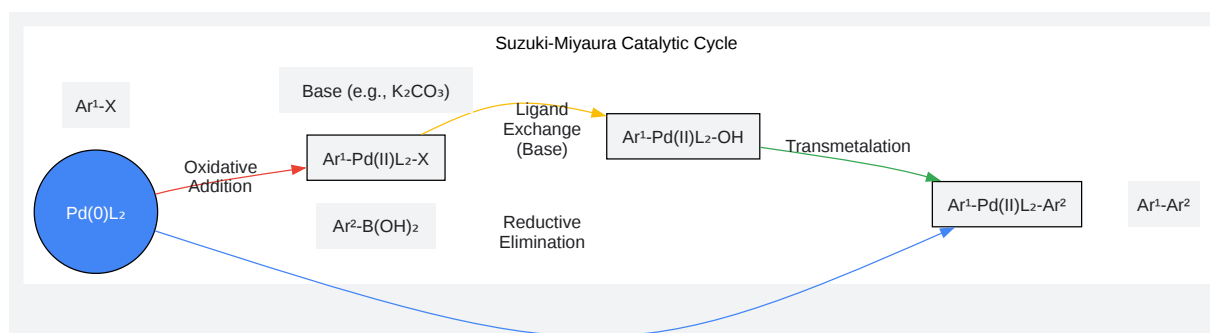 Suzuki-Miyaura Catalytic Cycle
Ar¹-X
Base (e.g., K₂CO₃)
Ligand
Exchange
(Base)
Ar¹-Pd(II)L₂-OH
Oxidative
Addition
Ar¹-Pd(II)L₂-X
Transmetalation
Pd(0)L₂
Ar²-B(OH)₂
Reductive
Elimination
Ar¹-Pd(II)L₂-Ar²
Ar¹-Ar²